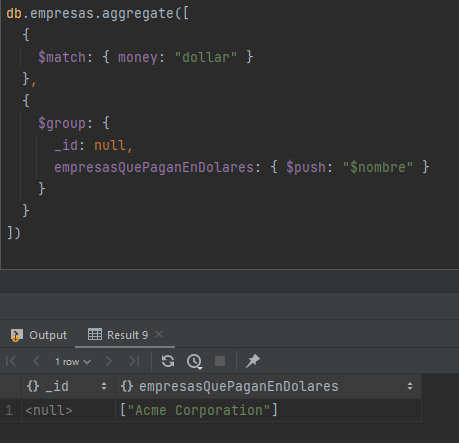 db.empresas.aggregate([
  {
    $match: { money: "dollar" }
  },
  {
    $group: {
      _id: null,
      empresasQuePaganEnDolares: { $push: "$nombre" }
    }
  }
])
Output Result 9
1 row
_id empresasQuePaganEnDolares
1 <null> ["Acme Corporation"]